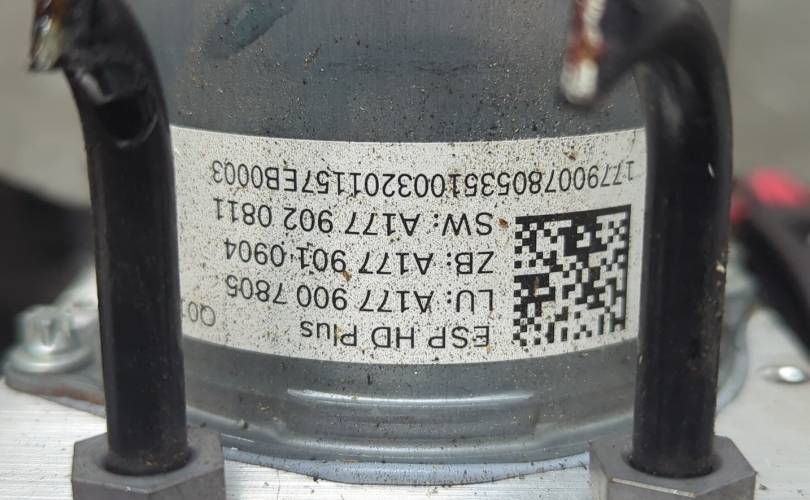 ESP HD Plus
LU: A177 900 7805
ZB: A177 901 0904
SW: A177 902 0811
1779007805351003201157EB0003